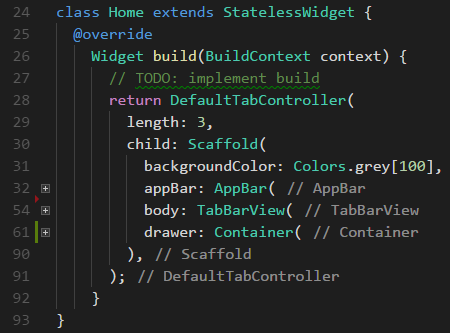 24 class Home extends StatelessWidget {
25 @override
26 Widget build(BuildContext context) {
27 // TODO: implement build
28 return DefaultTabController(
29 length: 3,
30 child: Scaffold(
31 backgroundColor: Colors.grey[100],
32 appBar: AppBar( // AppBar
54 body: TabBarView( // TabBarView
61 drawer: Container( // Container
90 ), // Scaffold
91 ); // DefaultTabController
92 }
93 }